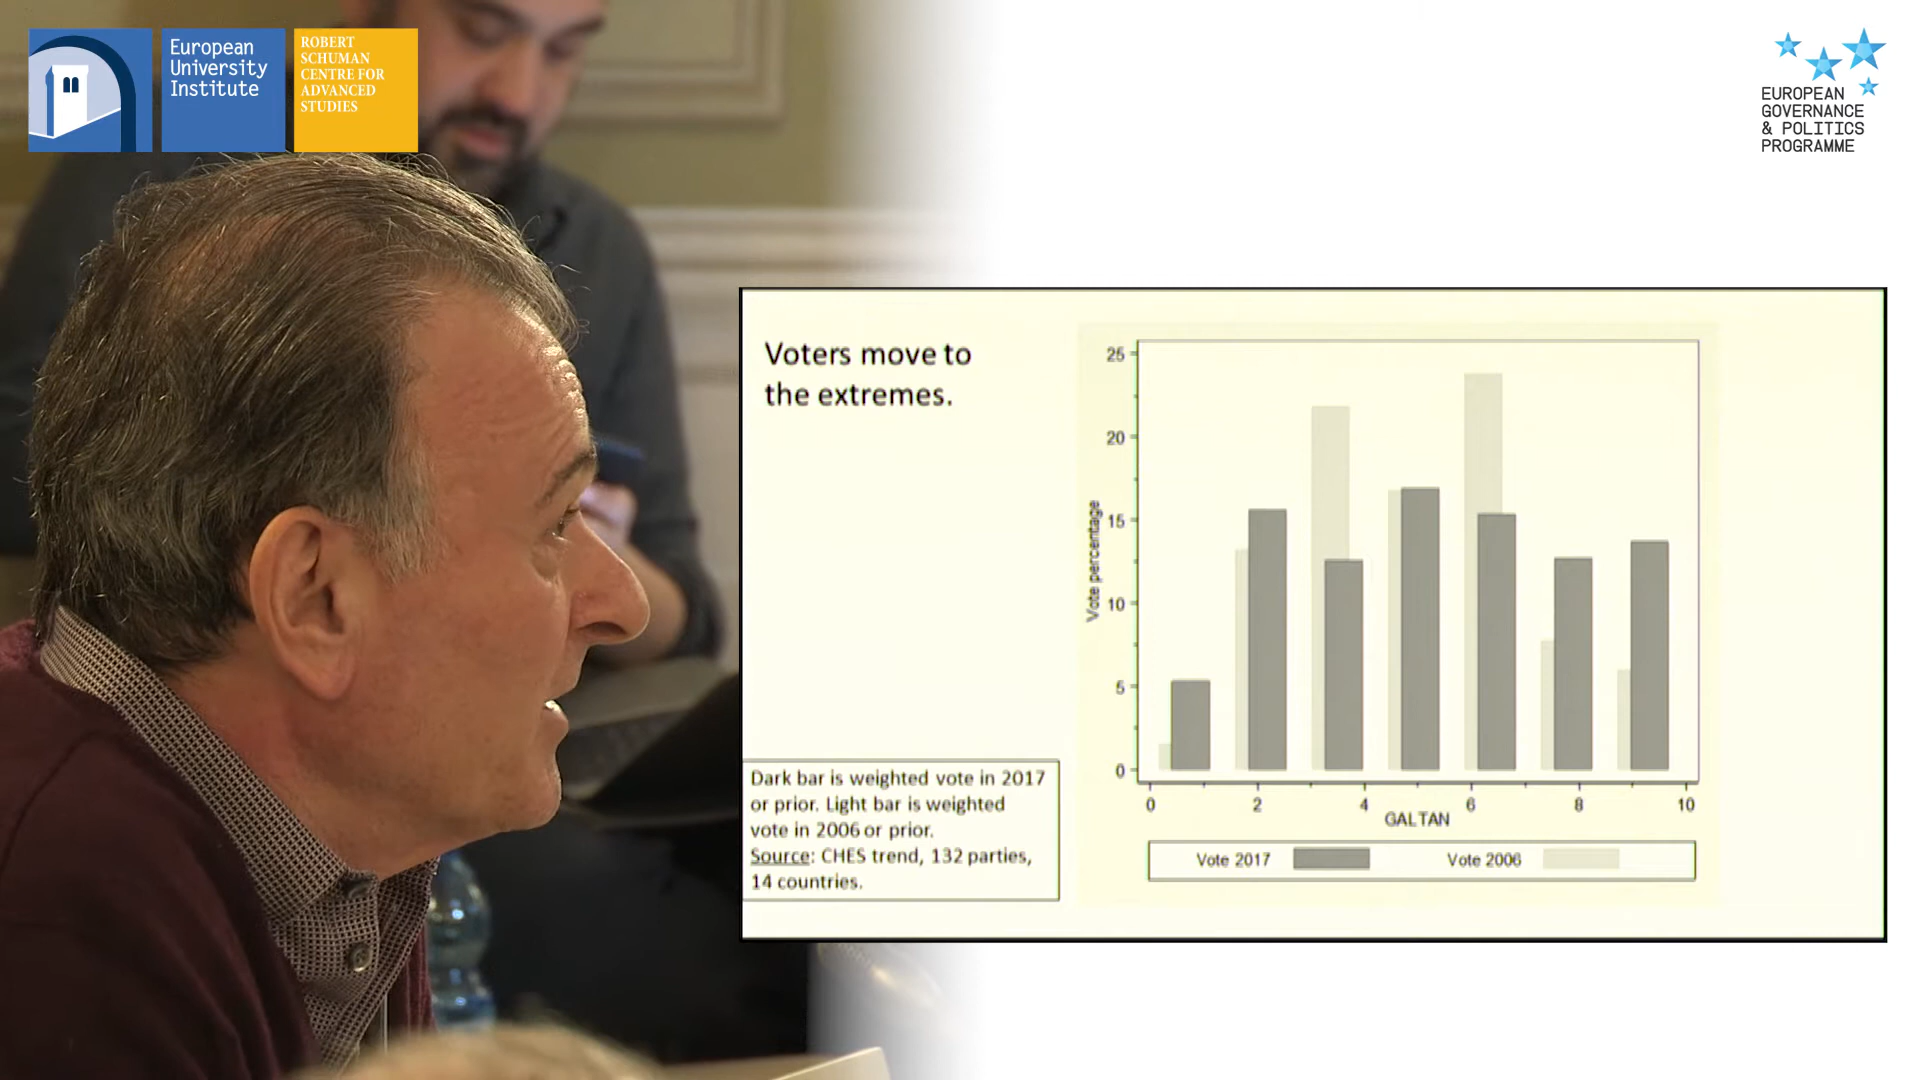 European
University
Institute
ROBERT
SCHUMAN
CENTRE FOR
ADVANCED
STUDIES
EUROPEAN
GOVERNANCE
& POLITICS
PROGRAMME
Voters move to
the extremes.
Dark bar is weighted vote in 2017
or prior. Light bar is weighted
vote in 2006 or prior.
Source: CHES trend, 132 parties,
14 countries.
Vote percentage
25
20
15
10
5
0
0 2 4 6 8 10
GALTAN
Vote 2017 Vote 2006